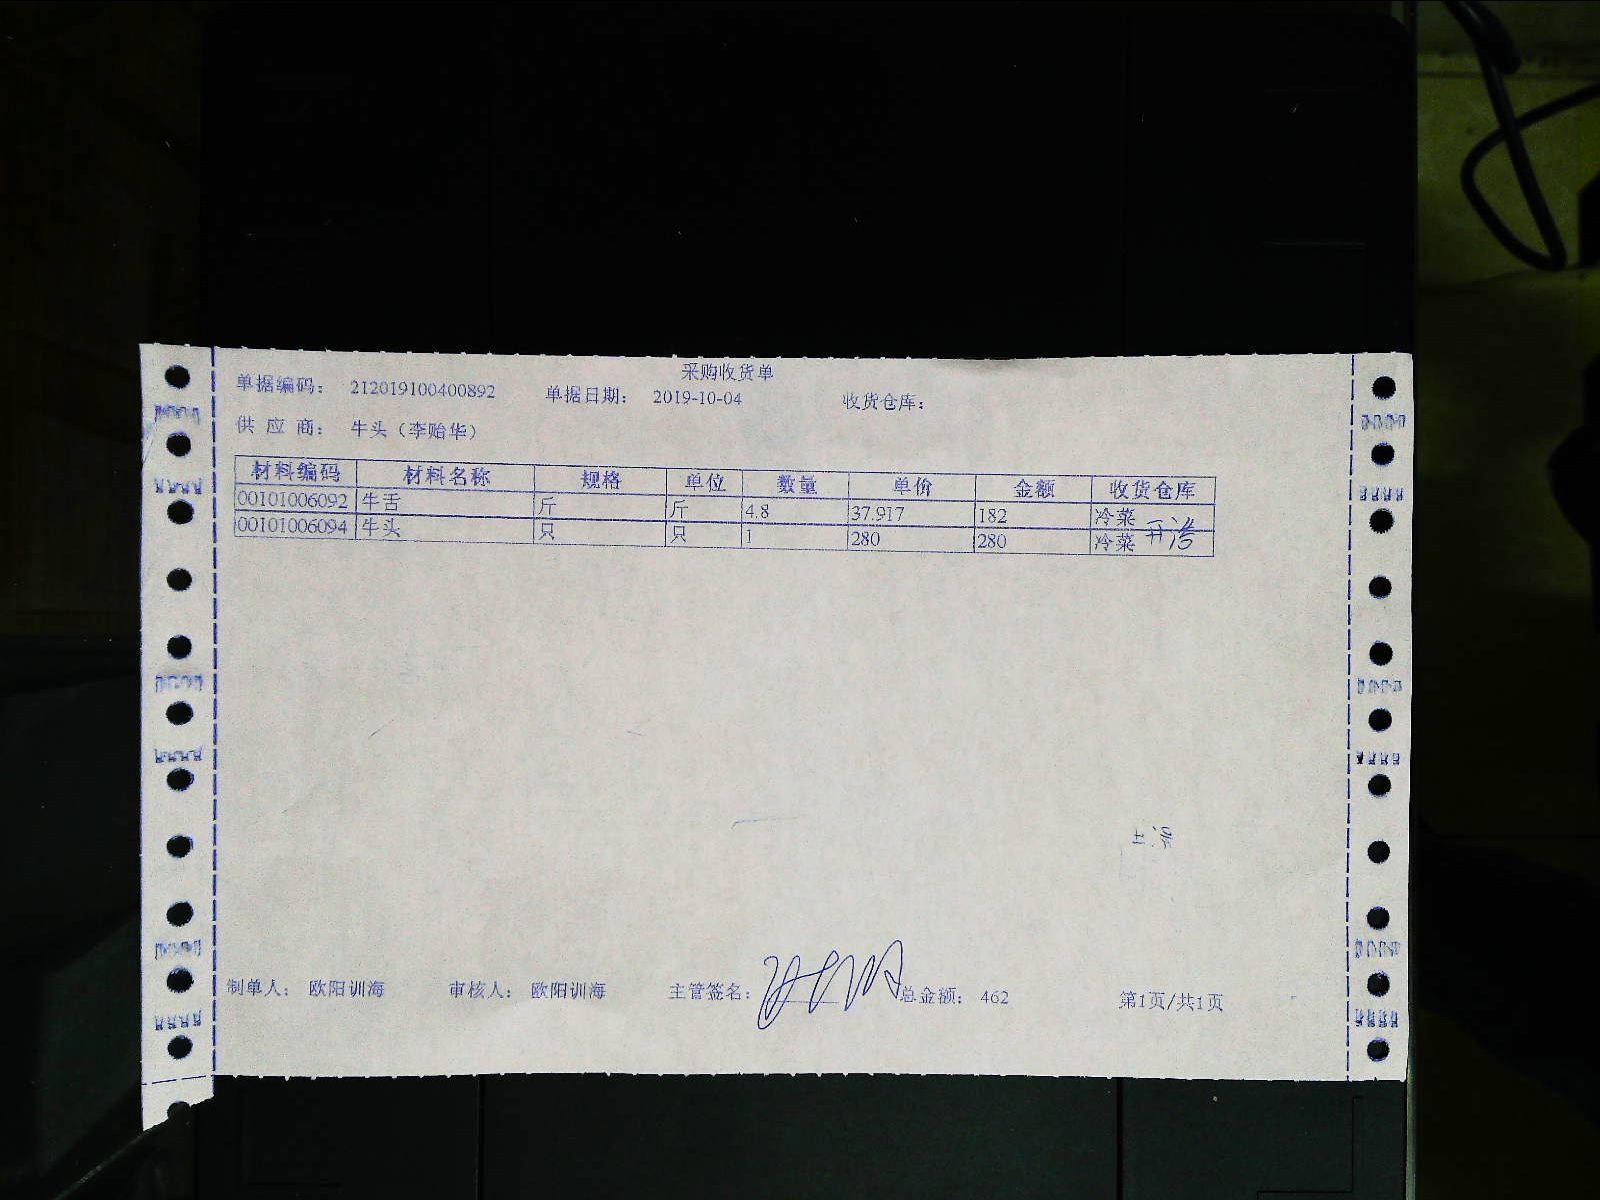 采购收货单
单据编码： 212019100400892 单据日期： 2019-10-04 收货仓库：
供 应 商： 牛头（李贻华）
材料编码 材料名称 规格 单位 数量 单价 金额 收货仓库
00101006092 牛舌 斤 斤 4.8 37.917 182 冷菜
00101006094 牛头 只 只 1 280 280 冷菜
制单人： 欧阳训海 审核人： 欧阳训海 主管签名： 总金额： 462 第1页/共1页